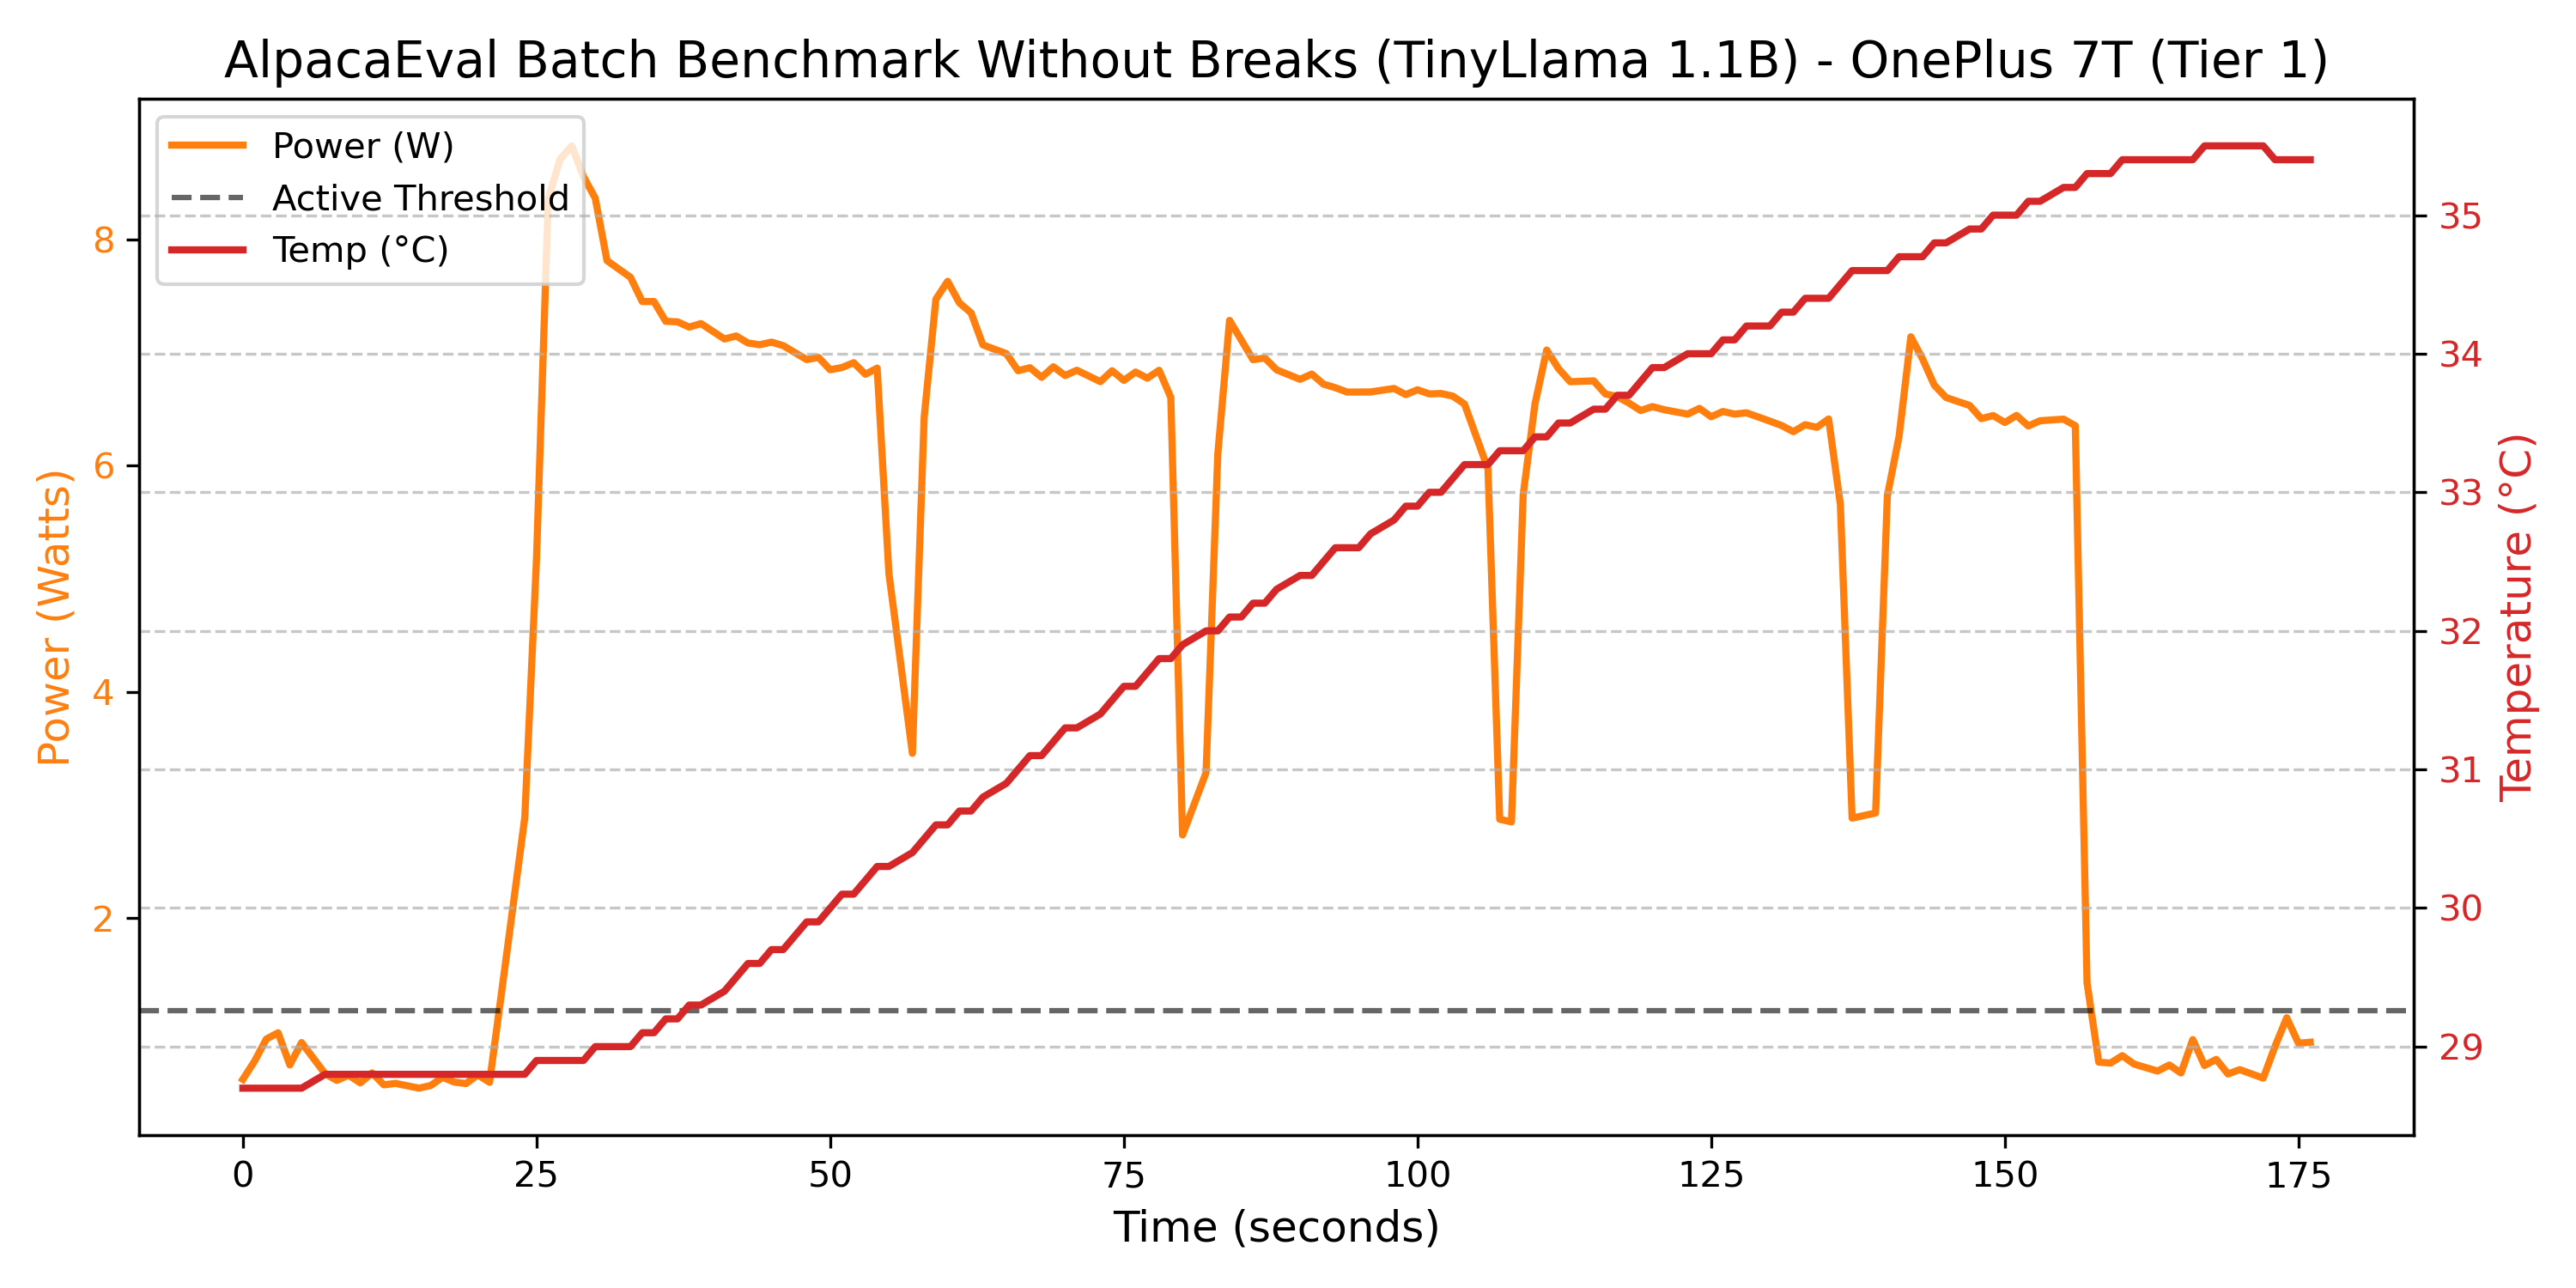 AlpacaEval Batch Benchmark Without Breaks (TinyLlama 1.1B) - OnePlus 7T (Tier 1)
Power (W)
Active Threshold
Temp (°C)
8
6
4
2
Power (Watts)
35
34
33
32
31
30
29
Temperature (°C)
0 25 50 75 100 125 150 175
Time (seconds)